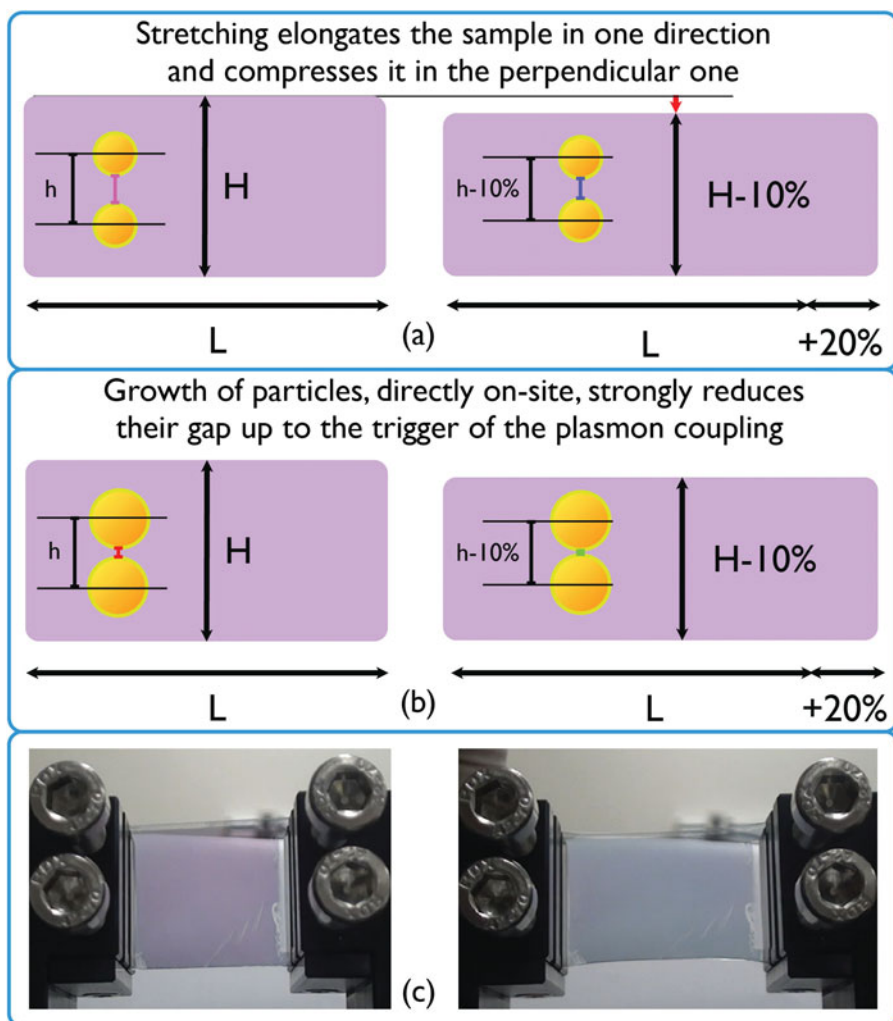 Stretching elongates the sample in one direction
and compresses it in the perpendicular one
h
H
h-10%
H-10%
L
(a)
L
+20%
Growth of particles, directly on-site, strongly reduces
their gap up to the trigger of the plasmon coupling
h
H
h-10%
H-10%
L
(b)
L
+20%
(c)